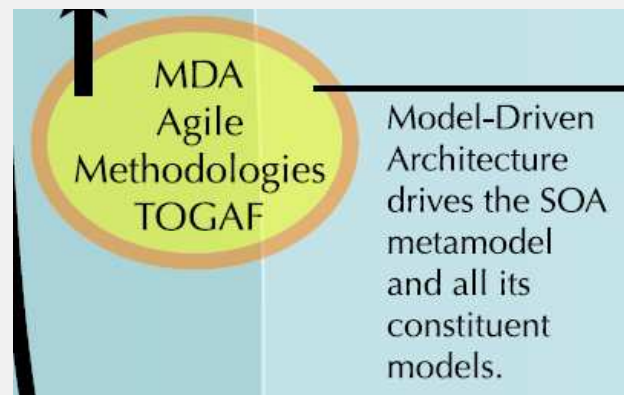 MDA
Agile
Methodologies
TOGAF
Model-Driven
Architecture
drives the SOA
metamodel
and all its
constituent
models.